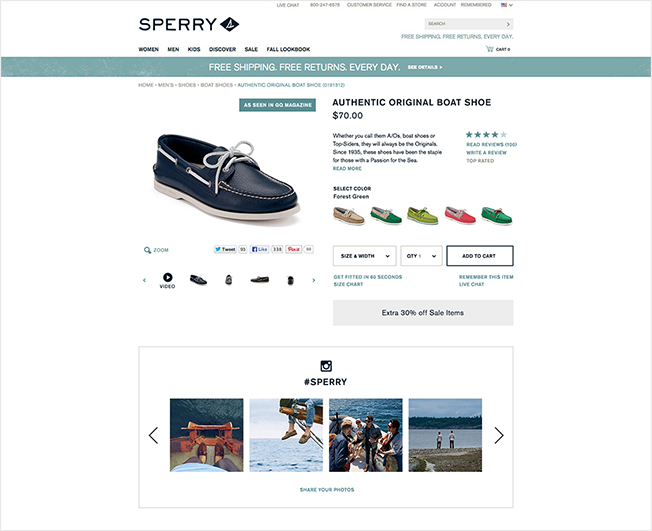 LIVE CHAT 800-247-6575 CUSTOMER SERVICE FIND A STORE ACCOUNT REMEMBERED
SPERRY
SEARCH
FREE SHIPPING. FREE RETURNS. EVERY DAY.
WOMEN MEN KIDS DISCOVER SALE FALL LOOKBOOK
CART 0
FREE SHIPPING. FREE RETURNS. EVERY DAY. SEE DETAILS >
HOME • MEN'S • SHOES • BOAT SHOES • AUTHENTIC ORIGINAL BOAT SHOE (0191312)
AS SEEN IN GQ MAGAZINE
AUTHENTIC ORIGINAL BOAT SHOE
$70.00
Whether you call them A/Os, boat shoes or
Top-Siders, they will always be the Originals.
Since 1935, these shoes have been the staple
for those with a Passion for the Sea.
READ MORE
READ REVIEWS (100)
WRITE A REVIEW
TOP RATED
SELECT COLOR
Forest Green
ZOOM
Tweet 93 Like 338 Pin it 98
SIZE & WIDTH
QTY 1
ADD TO CART
GET FITTED IN 60 SECONDS
SIZE CHART
REMEMBER THIS ITEM
LIVE CHAT
VIDEO
Extra 30% off Sale Items
#SPERRY
SHARE YOUR PHOTOS